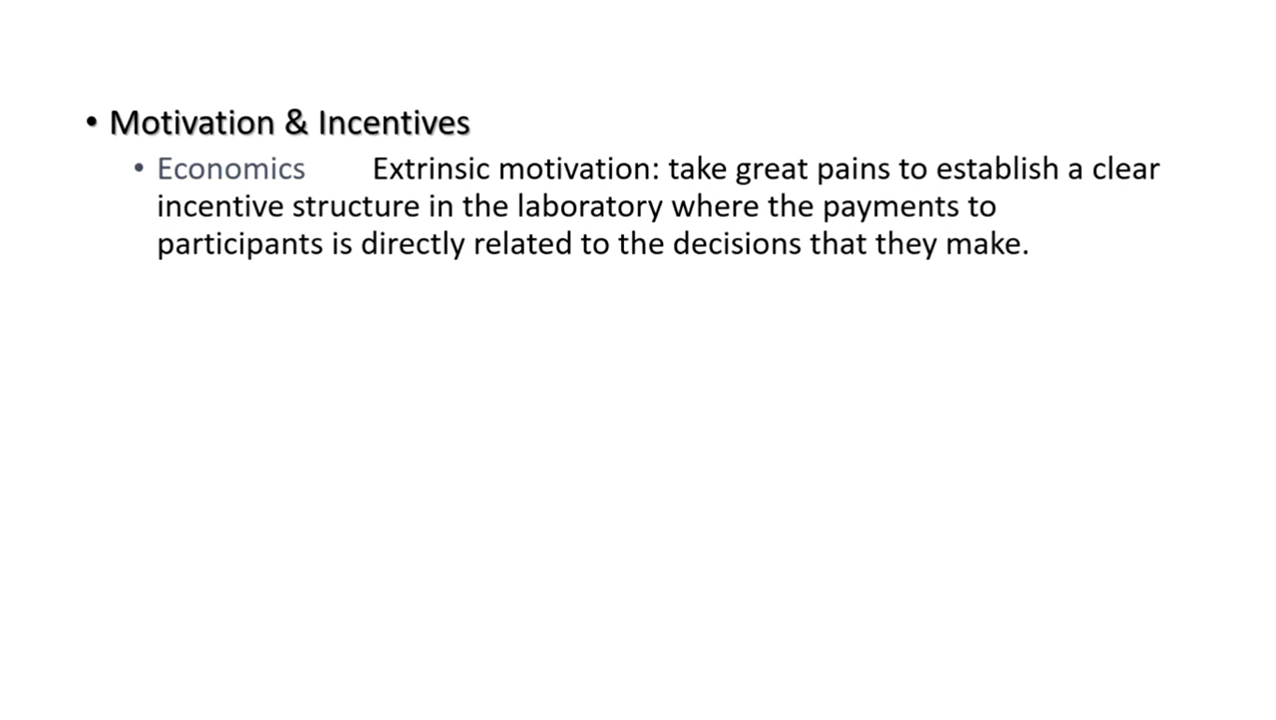 • Motivation & Incentives
• Economics Extrinsic motivation: take great pains to establish a clear
incentive structure in the laboratory where the payments to
participants is directly related to the decisions that they make.